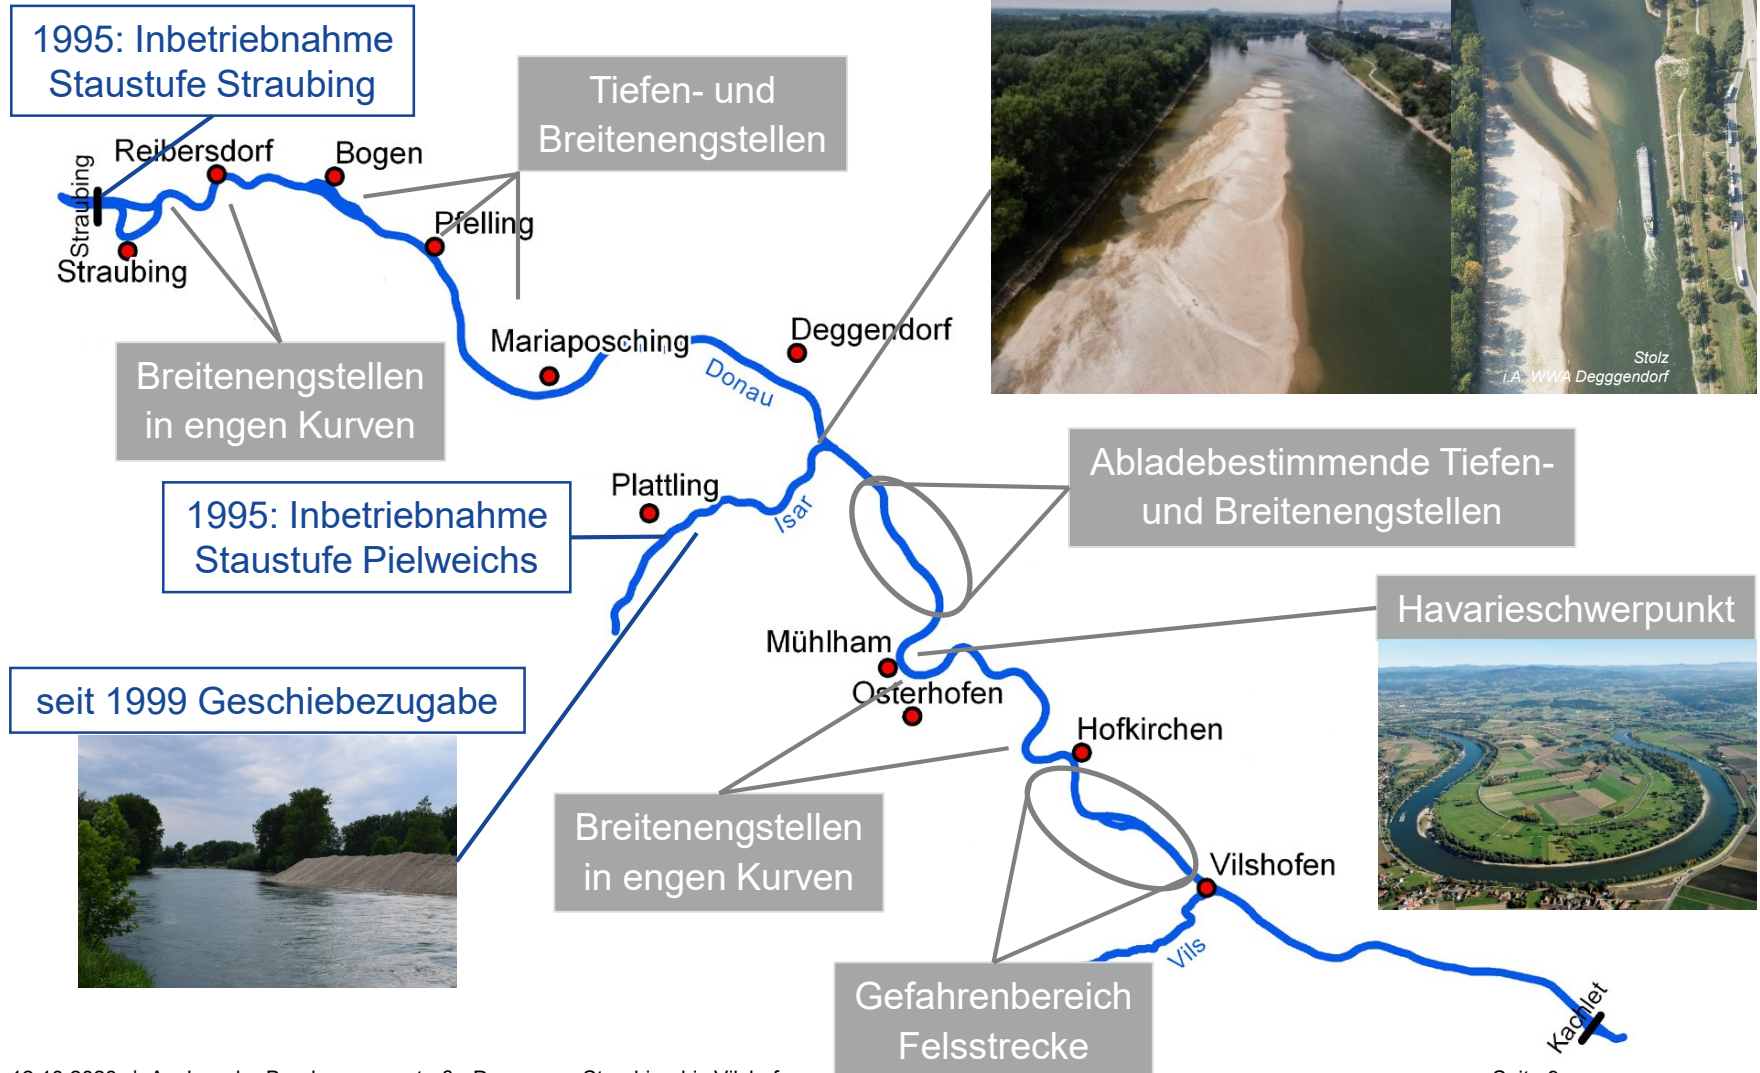 1995: Inbetriebnahme
Staustufe Straubing
Tiefen- und
Breitenengstellen
Reibersdorf
Bogen
Straubing
Pfelling
Straubing
Mariaposching
Deggendorf
Donau
Breitenengstellen
in engen Kurven
Stolz
i.A. WWA Degggendorf
Plattling
Isar
Abladebestimmende Tiefen-
und Breitenengstellen
1995: Inbetriebnahme
Staustufe Pielweichs
Havarieschwerpunkt
Mühlham
Osterhofen
seit 1999 Geschiebezugabe
Hofkirchen
Breitenengstellen
in engen Kurven
Vilshofen
Vils
Gefahrenbereich
Felsstrecke
Kachlet